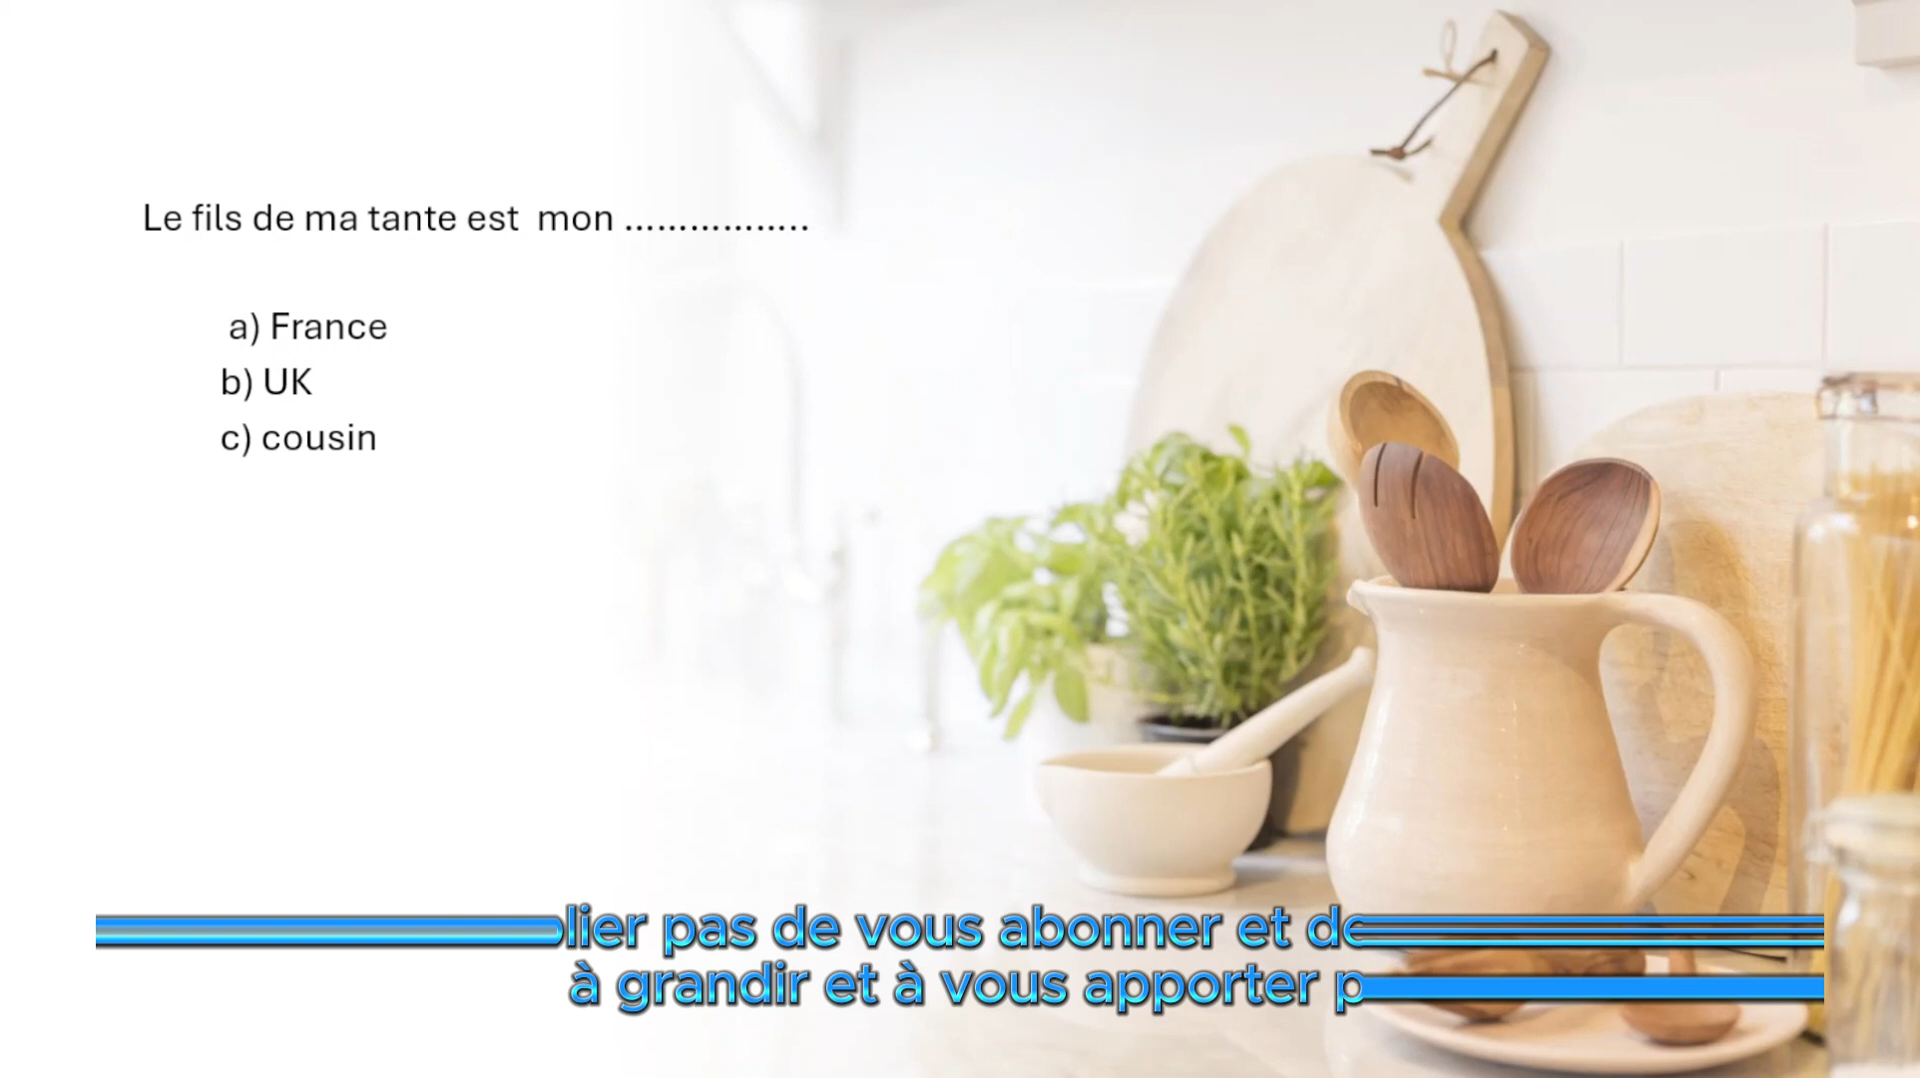 Le fils de ma tante est mon ................
a) France
b) UK
c) cousin
lier pas de vous abonner et de
à grandir et à vous apporter p